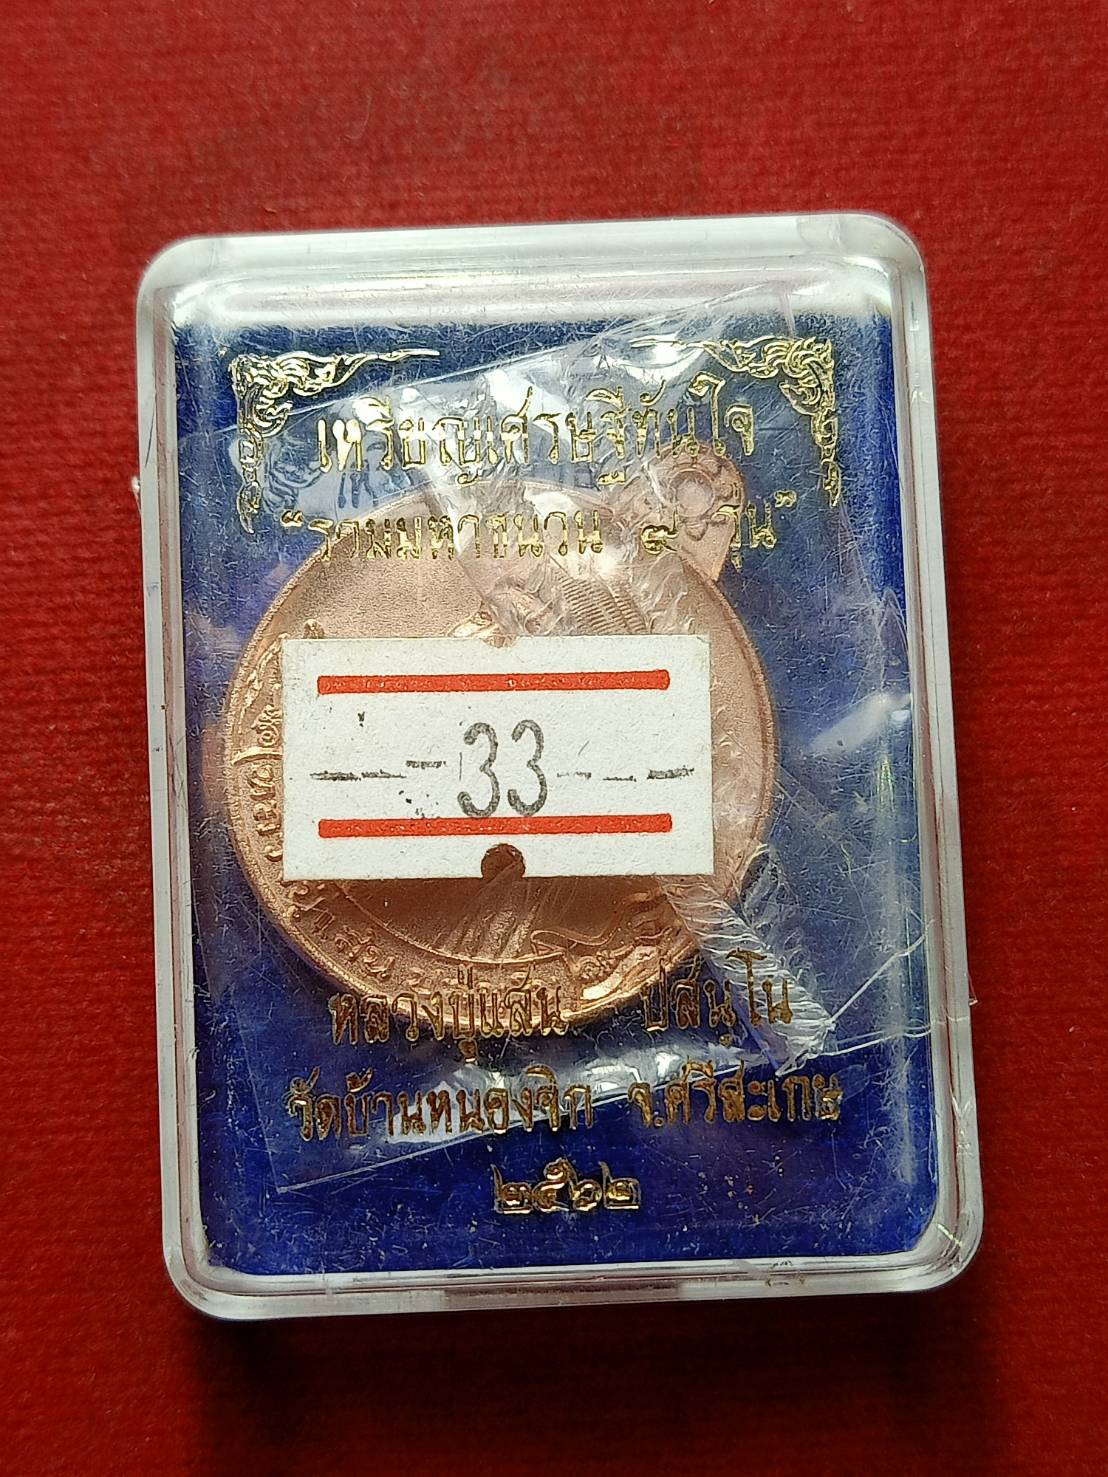 เหรียญเศรษฐีทันใจ
"รวมมหาชนวน ๙ รุ่น"
33
หลวงปู่แสน ปสนฺโน
วัดบ้านหนองจิก จ.ศรีสะเกษ
๒๕๖๒